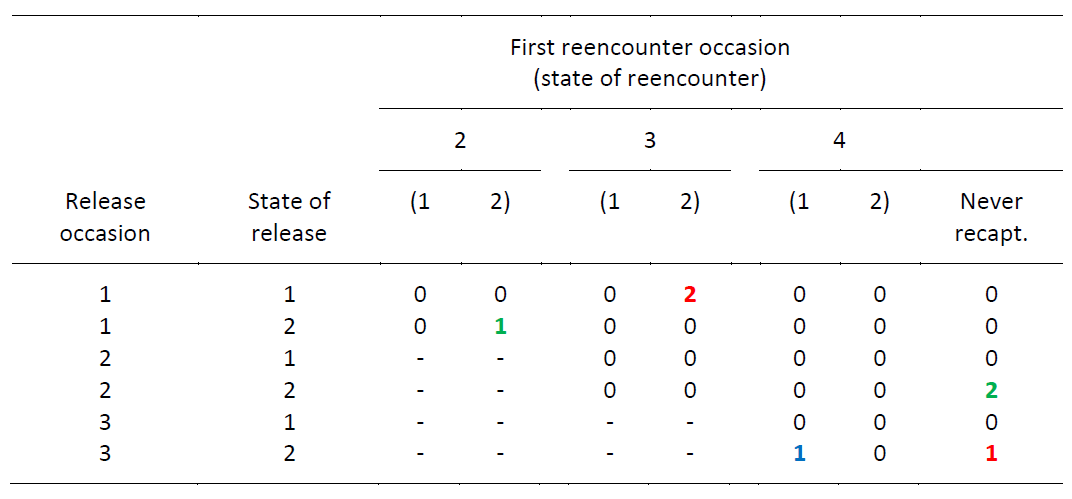 First reencounter occasion
(state of reencounter)
2 3 4
Release occasion State of release (1 2) (1 2) (1 2) Never recapt.
1 1 0 0 0 2 0 0 0
1 2 0 1 0 0 0 0 0
2 1 - - 0 0 0 0 0
2 2 - - 0 0 0 0 2
3 1 - - - - 0 0 0
3 2 - - - - 1 0 1